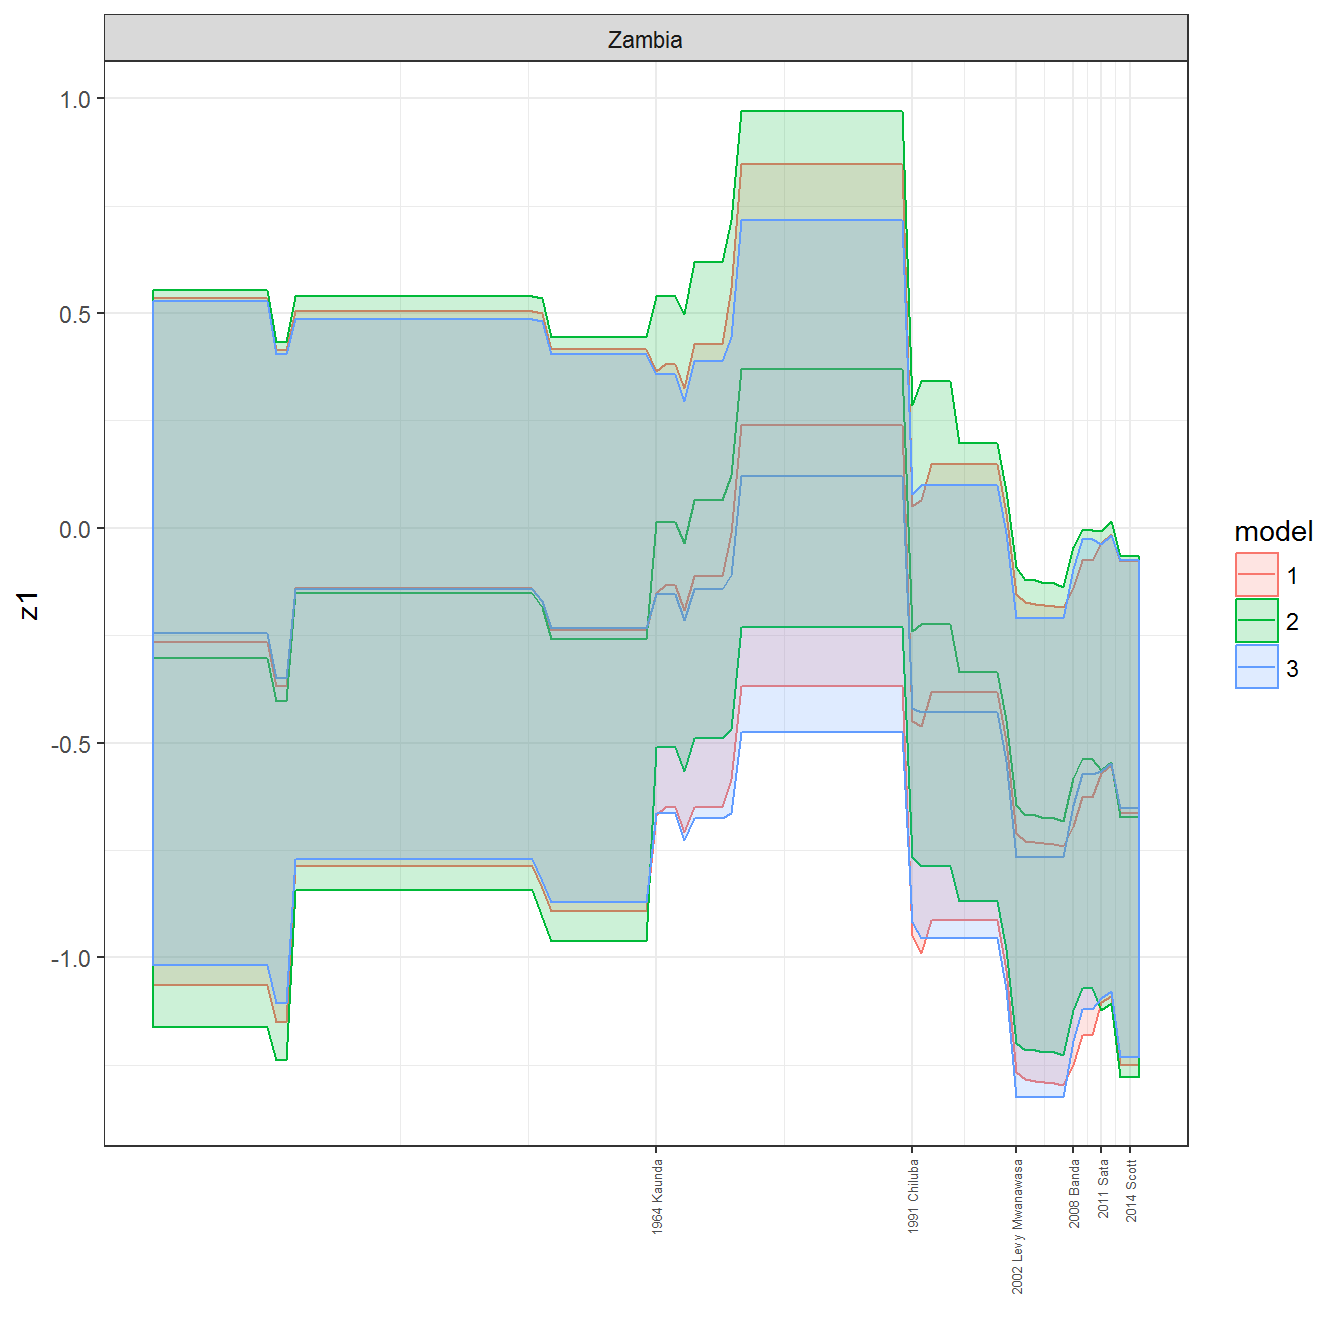 Zambia
1.0
0.5
0.0
-0.5
-1.0
z1
1964 Kaunda
1991 Chiluba
2002 Levy Mwanawasa
2008 Banda
2011 Sata
2014 Scott
model
1
2
3